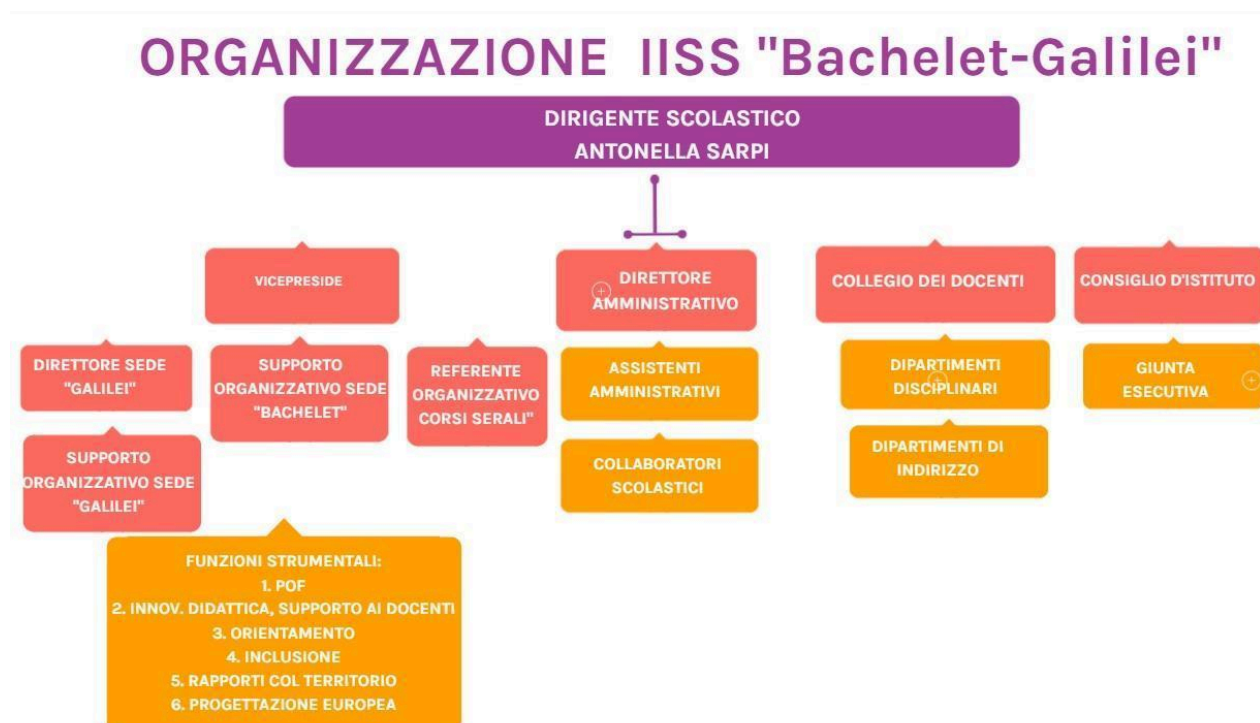 ORGANIZZAZIONE IISS "Bachelet-Galilei"
DIRIGENTE SCOLASTICO
ANTONELLA SARPI
VICEPRESIDE
DIRETTORE
AMMINISTRATIVO
COLLEGIO DEI DOCENTI
CONSIGLIO D'ISTITUTO
DIRETTORE SEDE
"GALILEI"
SUPPORTO
ORGANIZZATIVO SEDE
"BACHELET"
REFERENTE
ORGANIZZATIVO
CORSI SERALI"
ASSISTENTI
AMMINISTRATIVI
DIPARTIMENTI
DISCIPLINARI
GIUNTA
ESECUTIVA
SUPPORTO
ORGANIZZATIVO SEDE
"GALILEI"
COLLABORATORI
SCOLASTICI
DIPARTIMENTI DI
INDIRIZZO
FUNZIONI STRUMENTALI:
1. POF
2. INNOV. DIDATTICA, SUPPORTO AI DOCENTI
3. ORIENTAMENTO
4. INCLUSIONE
5. RAPPORTI COL TERRITORIO
6. PROGETTAZIONE EUROPEA